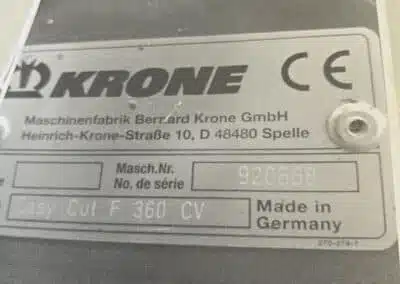 KRONE CE
Maschinenfabrik Bernard Krone GmbH
Heinrich-Krone-Straße 10, D 48480 Spelle
Masch.Nr.
No. de série
Easy Cut F 360 CV
Made in
Germany